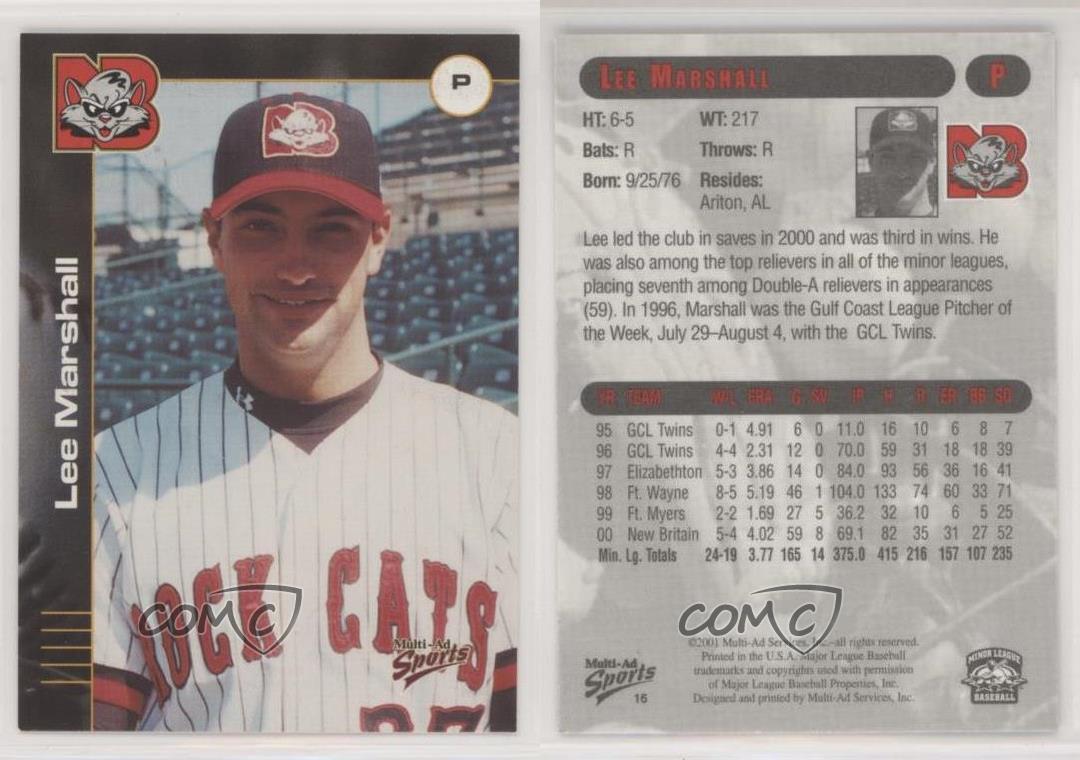 NB
P
Lee Marshall
ROCK CATS
27
Multi-Ad
Sports
COMC
LEE MARSHALL P
HT: 6-5 WT: 217
Bats: R Throws: R
Born: 9/25/76 Resides:
Ariton, AL
Lee led the club in saves in 2000 and was third in wins. He
was also among the top relievers in all of the minor leagues,
placing seventh among Double-A relievers in appearances
(59). In 1996, Marshall was the Gulf Coast League Pitcher of
the Week, July 29–August 4, with the GCL Twins.
YR TEAM W/L ERA G SV IP H R ER BB SO
95 GCL Twins 0-1 4.91 6 0 11.0 16 10 6 8 7
96 GCL Twins 4-4 2.31 12 0 70.0 59 31 18 18 39
97 Elizabethton 5-3 3.86 14 0 84.0 93 56 36 16 41
98 Ft. Wayne 8-5 5.19 46 1 104.0 133 74 60 33 71
99 Ft. Myers 2-2 1.69 27 5 36.2 32 10 6 5 25
00 New Britain 5-4 4.02 59 8 69.1 82 35 31 27 52
Min. Lg. Totals 24-19 3.77 165 14 375.0 415 216 157 107 235
COMC
©2001 Multi-Ad Services, Inc.–all rights reserved.
Printed in the U.S.A. Major League Baseball
trademarks and copyrights used with permission
of Major League Baseball Properties, Inc.
Designed and printed by Multi-Ad Services, Inc.
Multi-Ad
Sports
16
MINOR LEAGUE
BASEBALL